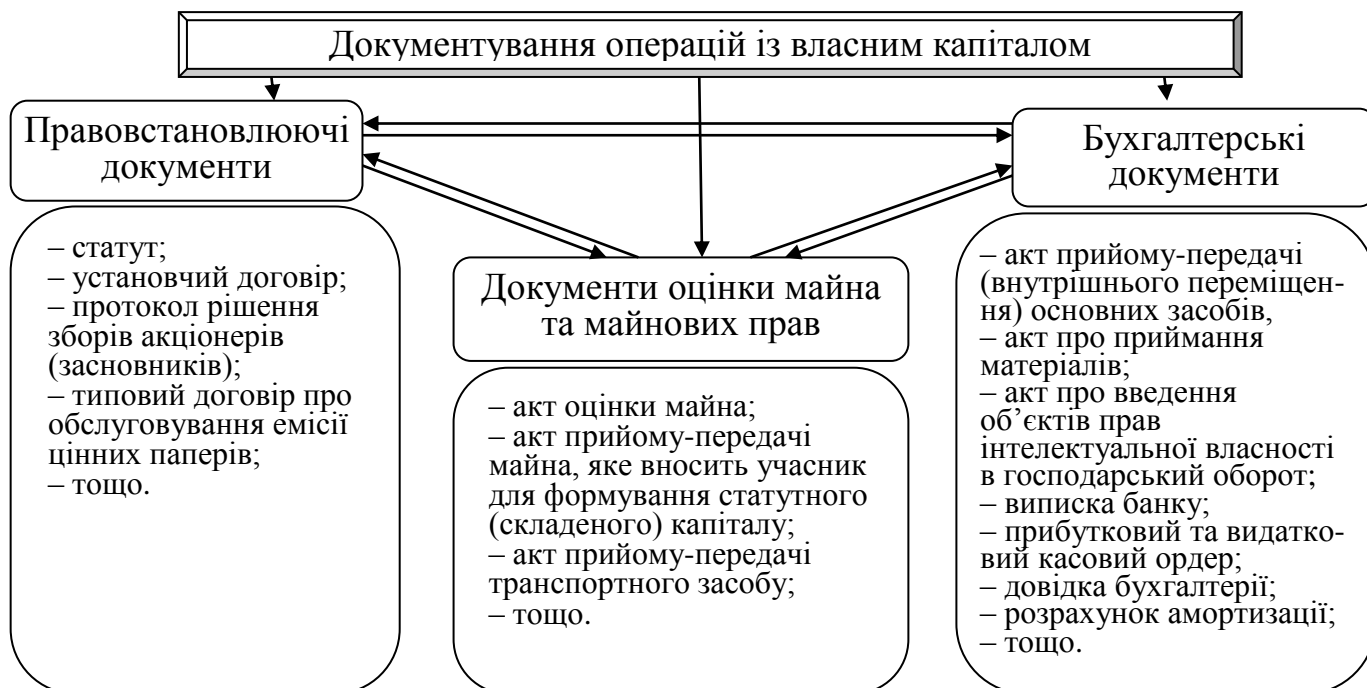 Документування операцій із власним капіталом
Правовстановлюючі
документи
Бухгалтерські
документи
– статут;
– установчий договір;
– протокол рішення
зборів акціонерів
(засновників);
– типовий договір про
обслуговування емісії
цінних паперів;
– тощо.
Документи оцінки майна
та майнових прав
– акт оцінки майна;
– акт прийому-передачі
майна, яке вносить учасник
для формування статутного
(складеного) капіталу;
– акт прийому-передачі
транспортного засобу;
– тощо.
– акт прийому-передачі
(внутрішнього переміщен-
ня) основних засобів,
– акт про приймання
матеріалів;
– акт про введення
об’єктів прав
інтелектуальної власності
в господарський оборот;
– виписка банку;
– прибутковий та видатко-
вий касовий ордер;
– довідка бухгалтерії;
– розрахунок амортизації;
– тощо.